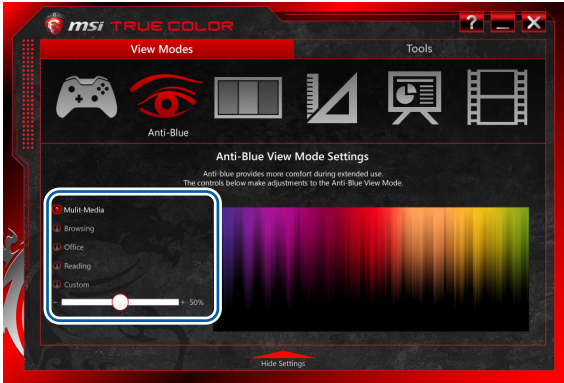 msi TRUE COLOR ? – X
View Modes Tools
Anti-Blue
Anti-Blue View Mode Settings
Anti-blue provides more comfort during extended use.
The controls below make adjustments to the Anti-Blue View Mode.
Mulit-Media
Browsing
Office
Reading
Custom
- + 50%
Hide Settings